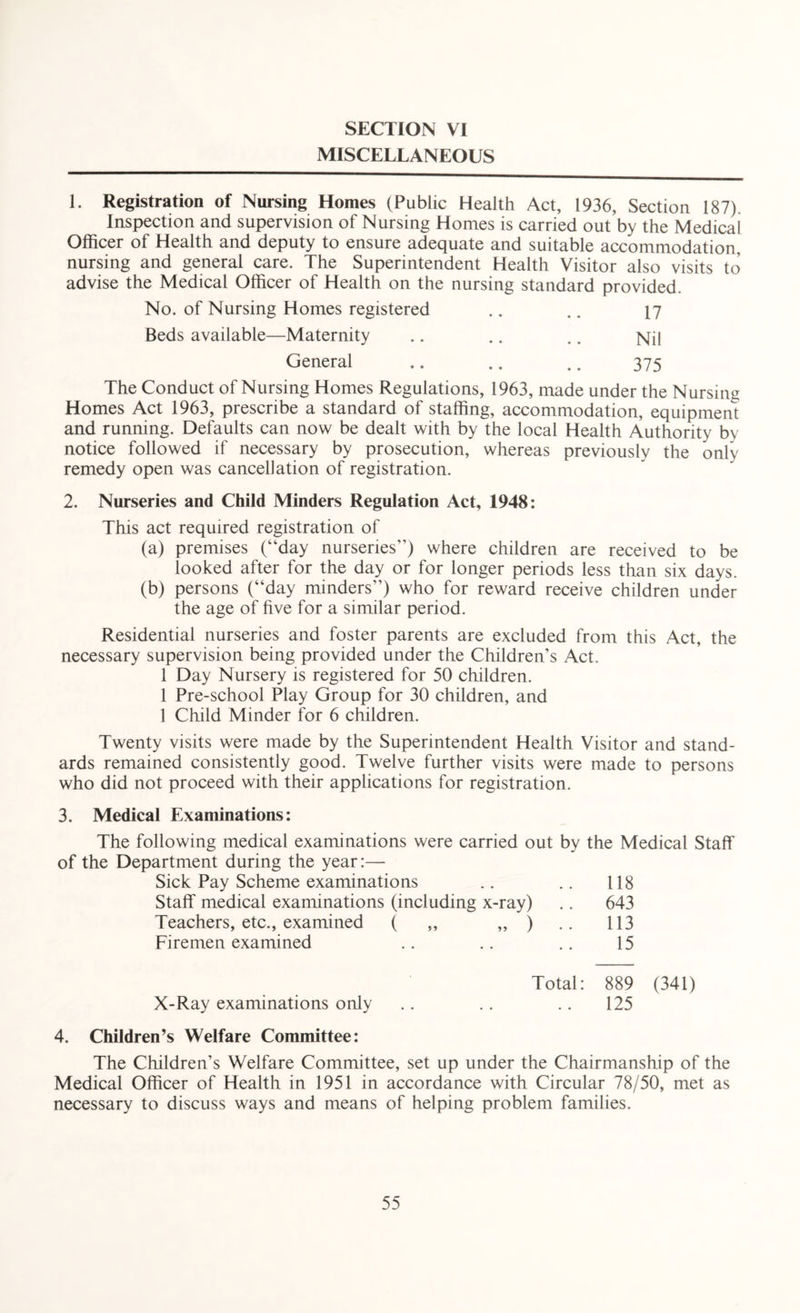 SECTION VI
MISCELLANEOUS
1. Registration of Nursing Homes (Public Health Act, 1936, Section 187).
Inspection and supervision of Nursing Homes is carried out by the Medical
Officer of Health and deputy to ensure adequate and suitable accommodation,
nursing and general care. The Superintendent Health Visitor also visits to
advise the Medical Officer of Health on the nursing standard provided.
No. of Nursing Homes registered .. .. 17
Beds available—Maternity .. .. .. Nil
General .. .. .. 375
The Conduct of Nursing Homes Regulations, 1963, made under the Nursing
Homes Act 1963, prescribe a standard of staffing, accommodation, equipment
and running. Defaults can now be dealt with by the local Health Authority by
notice followed if necessary by prosecution, whereas previously the only
remedy open was cancellation of registration.
2. Nurseries and Child Minders Regulation Act, 1948:
This act required registration of
(a) premises (“day nurseries”) where children are received to be
looked after for the day or for longer periods less than six days.
(b) persons (“day minders”) who for reward receive children under
the age of five for a similar period.
Residential nurseries and foster parents are excluded from this Act, the
necessary supervision being provided under the Children’s Act.
1 Day Nursery is registered for 50 children.
1 Pre-school Play Group for 30 children, and
1 Child Minder for 6 children.
Twenty visits were made by the Superintendent Health Visitor and stand-
ards remained consistently good. Twelve further visits were made to persons
who did not proceed with their applications for registration.
3. Medical Examinations:
The following medical examinations were carried out by the Medical Staff
of the Department during the year:—
Sick Pay Scheme examinations .. .. 118
Staff medical examinations (including x-ray) .. 643
Teachers, etc., examined ( „ „ ) .. 113
Firemen examined .. .. .. 15
Total: 889 (341)
X-Ray examinations only .. .. .. 125
4. Children’s Welfare Committee:
The Children’s Welfare Committee, set up under the Chairmanship of the
Medical Officer of Health in 1951 in accordance with Circular 78/50, met as
necessary to discuss ways and means of helping problem families.
55